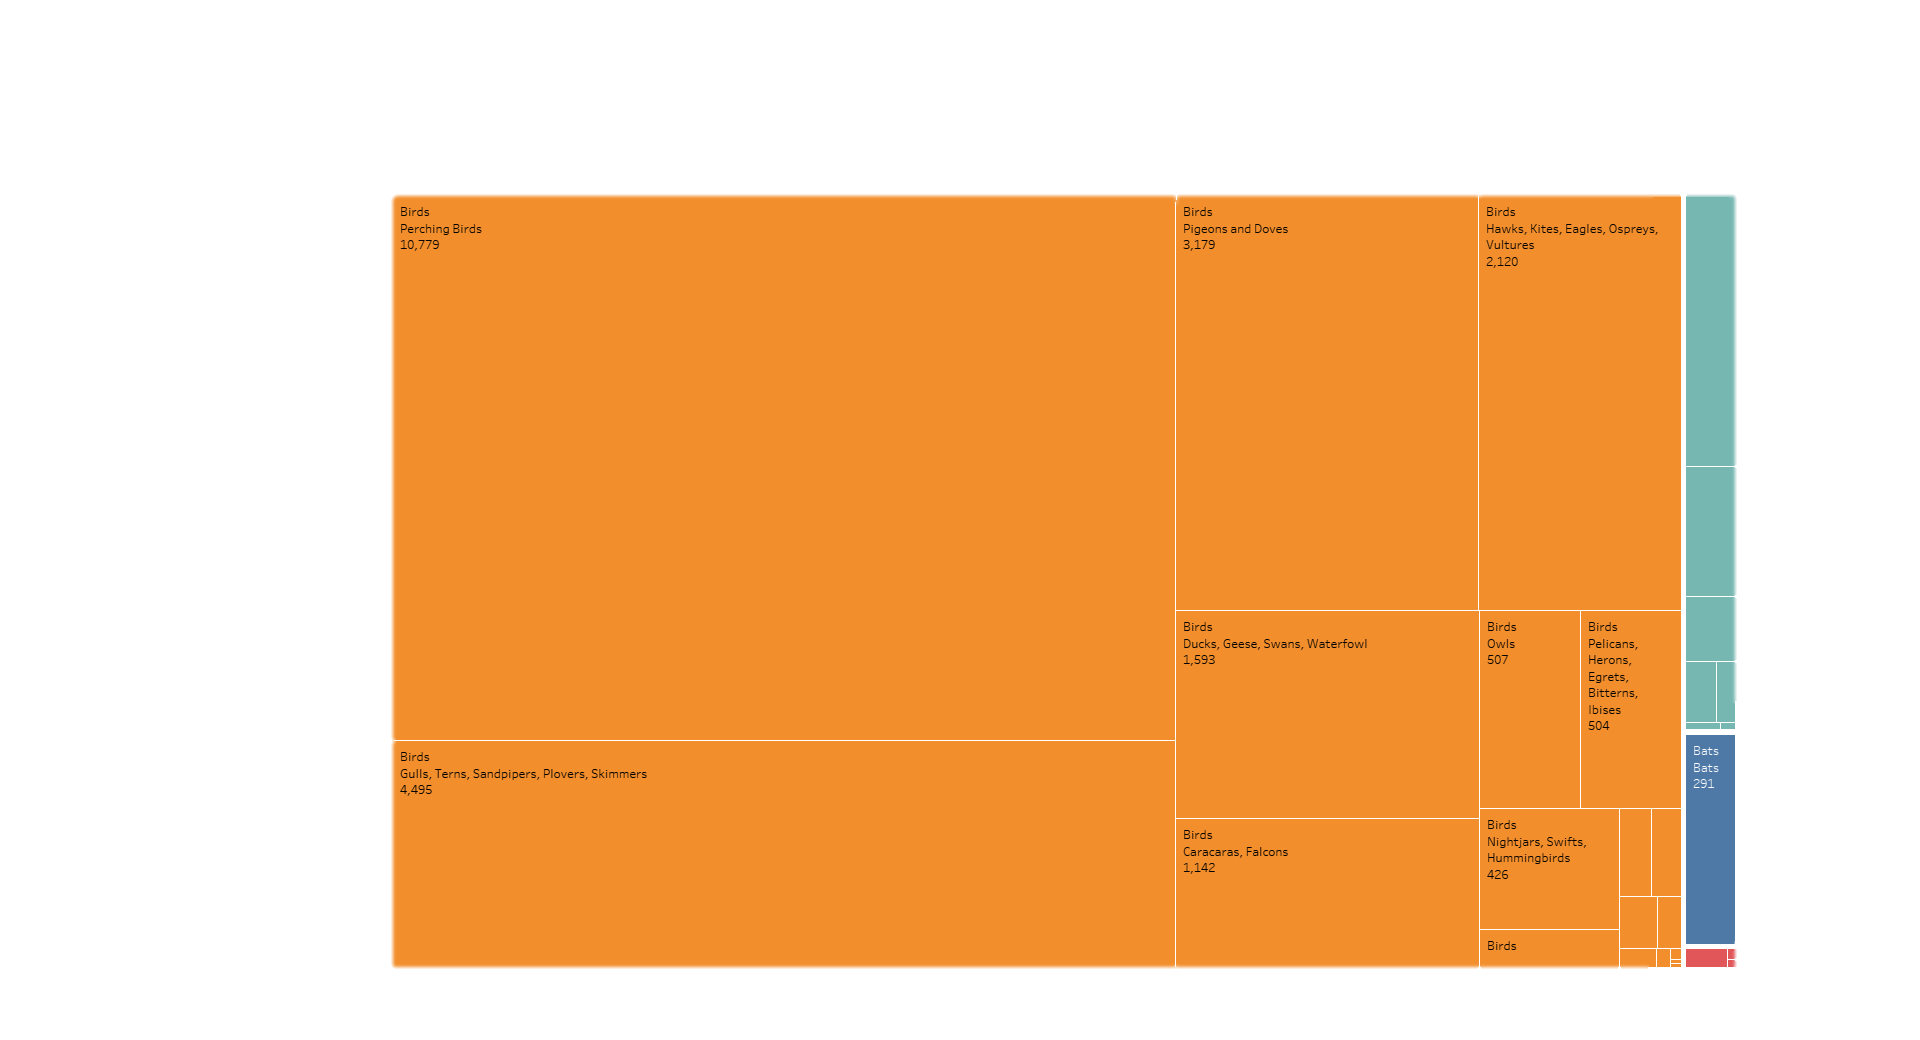 Birds
Perching Birds
10,779
Birds
Gulls, Terns, Sandpipers, Plovers, Skimmers
4,495
Birds
Pigeons and Doves
3,179
Birds
Hawks, Kites, Eagles, Ospreys,
Vultures
2,120
Birds
Ducks, Geese, Swans, Waterfowl
1,593
Birds
Caracaras, Falcons
1,142
Birds
Owls
507
Birds
Pelicans,
Herons,
Egrets,
Bitterns,
Ibises
504
Birds
Nightjars, Swifts,
Hummingbirds
426
Birds
Bats
Bats
291